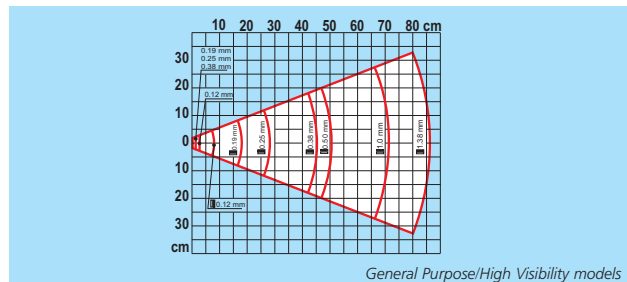 10 20 30 40 50 60 70 80 cm
30
20
10
0
10
20
30
cm
0.19 mm
0.25 mm
0.38 mm
0.12 mm
0.19 mm
0.25 mm
0.38 mm
0.50 mm
1.0 mm
1.38 mm
0.12 mm
General Purpose/High Visibility models